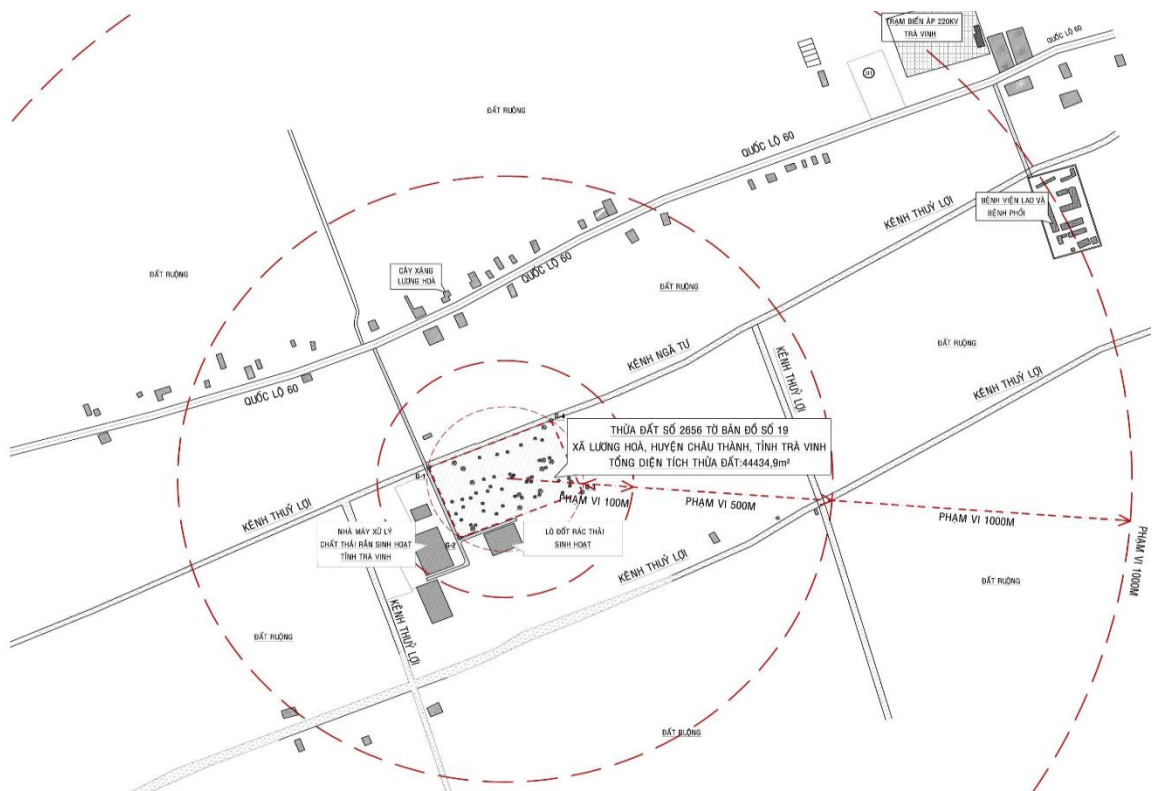 TRẠM BIẾN ÁP 220KV
TRÀ VINH
QUỐC LỘ 60
ĐẤT RUỘNG
QUỐC LỘ 60
BỆNH VIỆN LAO VÀ
BỆNH PHỔI
KÊNH THUỶ LỢI
ĐẤT RUỘNG
CÂY XĂNG
LƯƠNG HOÀ
QUỐC LỘ 60
ĐẤT RUỘNG
KÊNH NGÃ TƯ
ĐẤT RUỘNG
KÊNH THUỶ LỢI
KÊNH THUỶ LỢI
QUỐC LỘ 60
G-4
THỬA ĐẤT SỐ 2656 TỜ BẢN ĐỒ SỐ 19
XÃ LƯƠNG HOÀ, HUYỆN CHÂU THÀNH, TỈNH TRÀ VINH
TỔNG DIỆN TÍCH THỬA ĐẤT:44434,9m²
G-1
G-3
PHẠM VI 100M
PHẠM VI 500M
PHẠM VI 1000M
PHẠM VI 1000M
KÊNH THUỶ LỢI
NHÀ MÁY XỬ LÝ
CHẤT THẢI RẮN SINH HOẠT
TỈNH TRÀ VINH
G-2
LÒ ĐỐT RÁC THẢI
SINH HOẠT
KÊNH THUỶ LỢI
ĐẤT RUỘNG
KÊNH THUỶ LỢI
ĐẤT RUỘNG
ĐẤT RUỘNG